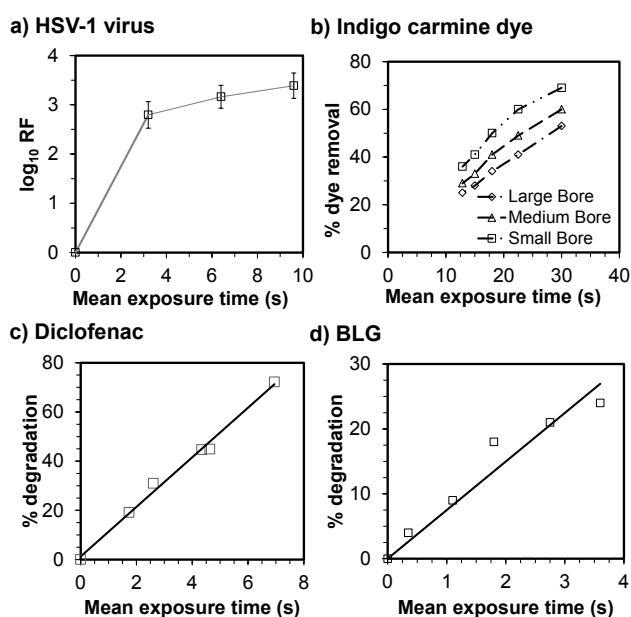 a) HSV-1 virus
4
3
2
1
0
log10 RF
0 2 4 6 8 10
Mean exposure time (s)
b) Indigo carmine dye
80
60
40
20
0
% dye removal
Large Bore
Medium Bore
Small Bore
0 10 20 30 40
Mean exposure time (s)
c) Diclofenac
80
60
40
20
0
% degradation
0 2 4 6 8
Mean exposure time (s)
d) BLG
30
20
10
0
% degradation
0 1 2 3 4
Mean exposure time (s)